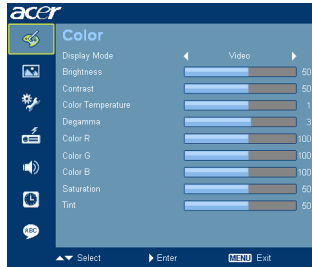 acer
Color
Display Mode Video
Brightness 50
Contrast 50
Color Temperature 1
Degamma 3
Color R 100
Color G 100
Color B 100
Saturation 50
Tint 50
ABC
Select Enter MENU Exit